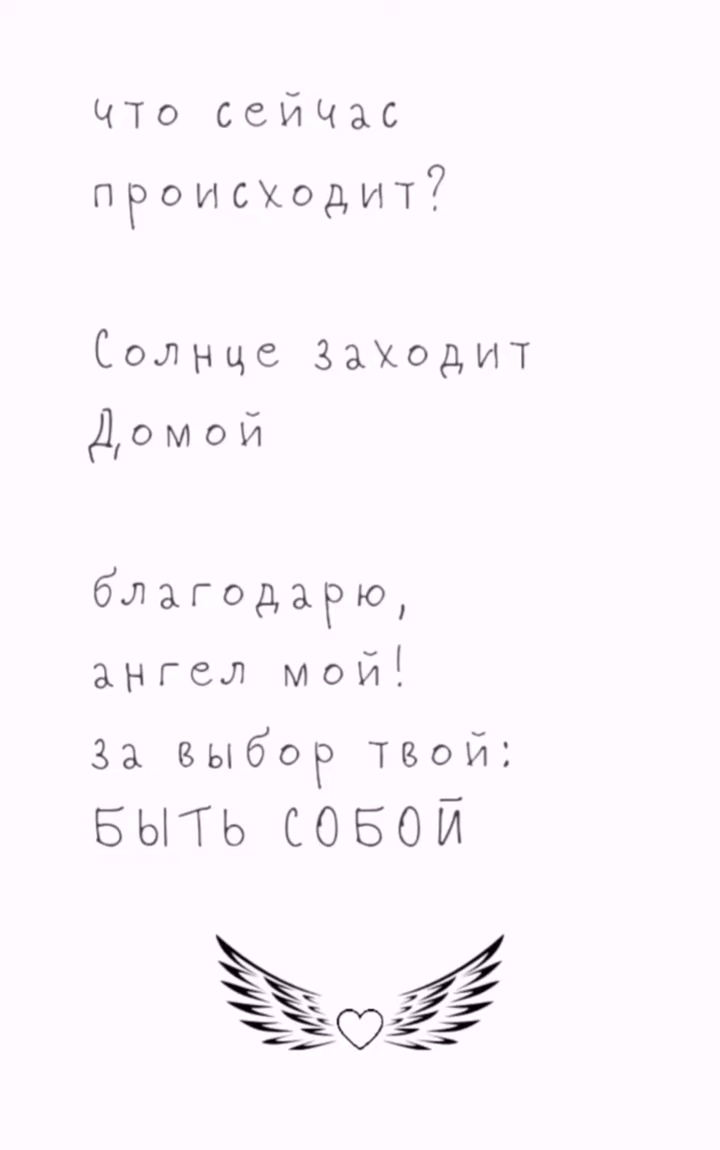 что сейчас
происходит?
Солнце заходит
Домой
благодарю,
ангел мой!
за выбор твой:
БЫТЬ СОБОЙ